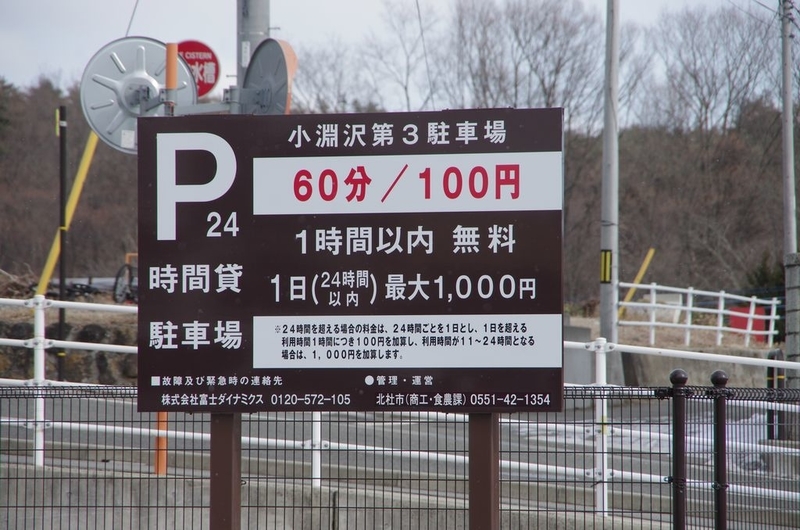 E CISTERN
水槽
小淵沢第3駐車場
P24
60分／100円
1時間以内 無料
時間貸
駐車場
1日(24時間以内)最大1,000円
※24時間を超える場合の料金は、24時間ごとを1日とし、1日を超える
利用時間1時間につき100円を加算し、利用時間が11～24時間となる
場合は、1,000円を加算します。
■故障及び緊急時の連絡先
株式会社富士ダイナミクス 0120-572-105
●管理・運営
北杜市(商工・食農課) 0551-42-1354